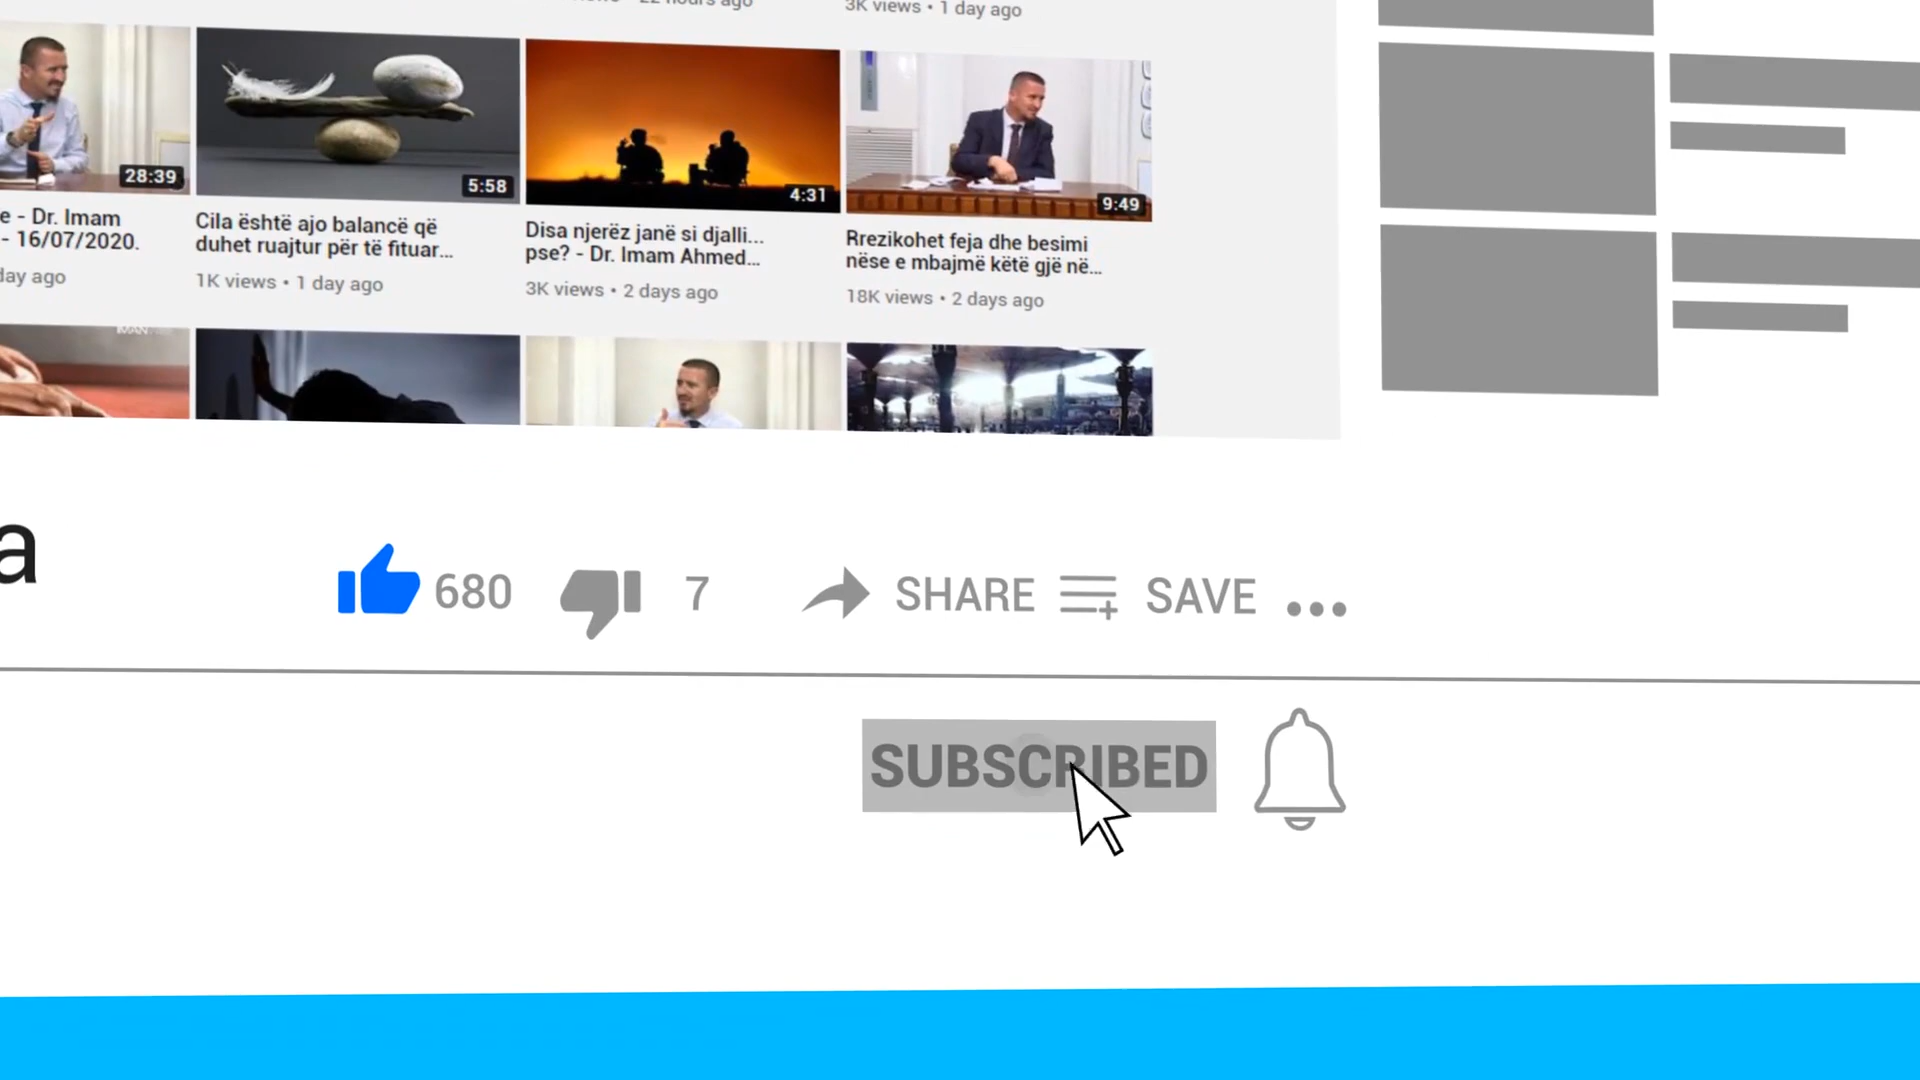 22 hours ago
3K views • 1 day ago
28:39
5:58
4:31
9:49
e - Dr. Imam
- 16/07/2020.
day ago
Cila është ajo balancë që
duhet ruajtur për të fituar...
1K views • 1 day ago
Disa njerëz janë si djalli...
pse? - Dr. Imam Ahmed...
3K views • 2 days ago
Rrezikohet feja dhe besimi
nëse e mbajmë këtë gjë në...
18K views • 2 days ago
a
680
7
SHARE
SAVE
SUBSCRIBED